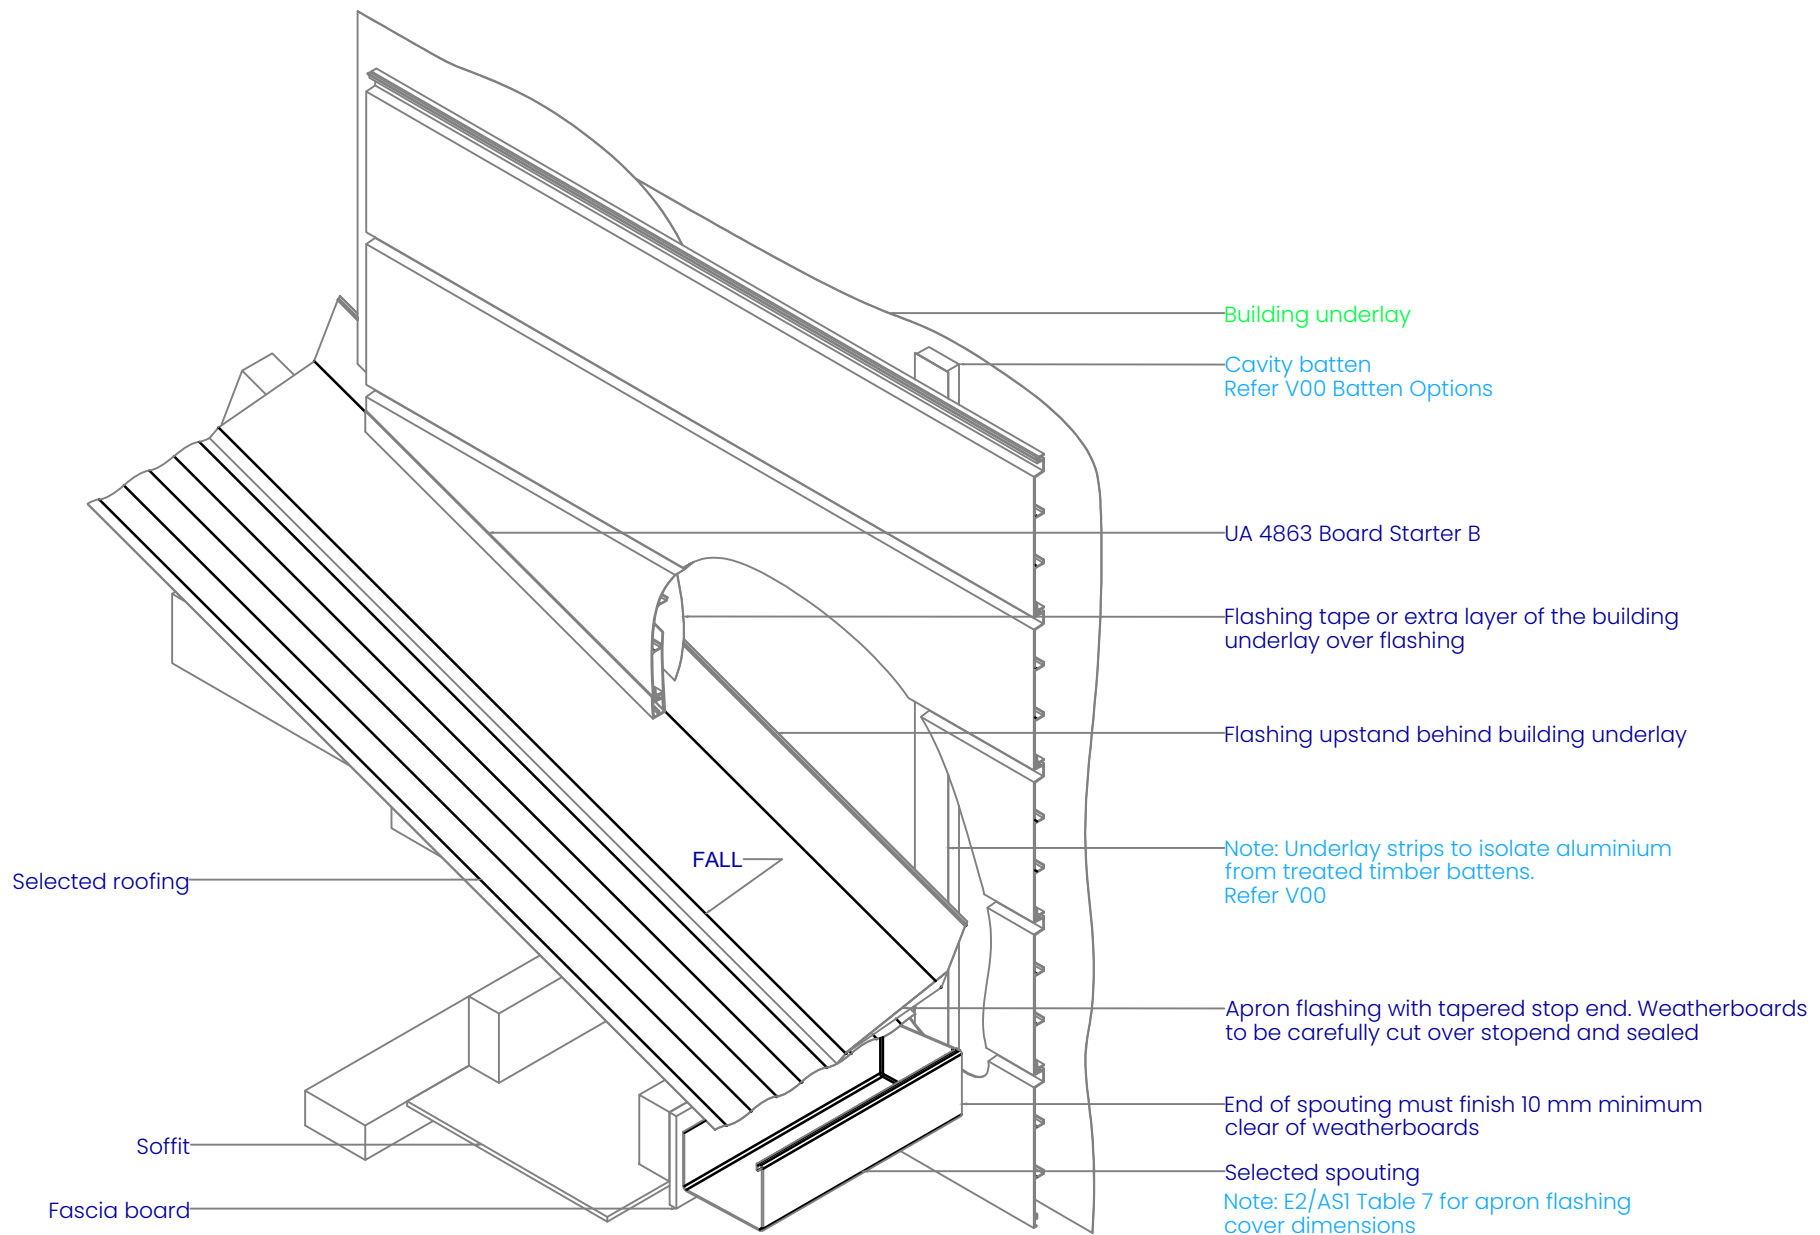 Building underlay
Cavity batten
Refer V00 Batten Options
UA 4863 Board Starter B
Flashing tape or extra layer of the building
underlay over flashing
Flashing upstand behind building underlay
Note: Underlay strips to isolate aluminium
from treated timber battens.
Refer V00
FALL
Selected roofing
Apron flashing with tapered stop end. Weatherboards
to be carefully cut over stopend and sealed
End of spouting must finish 10 mm minimum
clear of weatherboards
Soffit
Selected spouting
Note: E2/AS1 Table 7 for apron flashing
cover dimensions
Fascia board